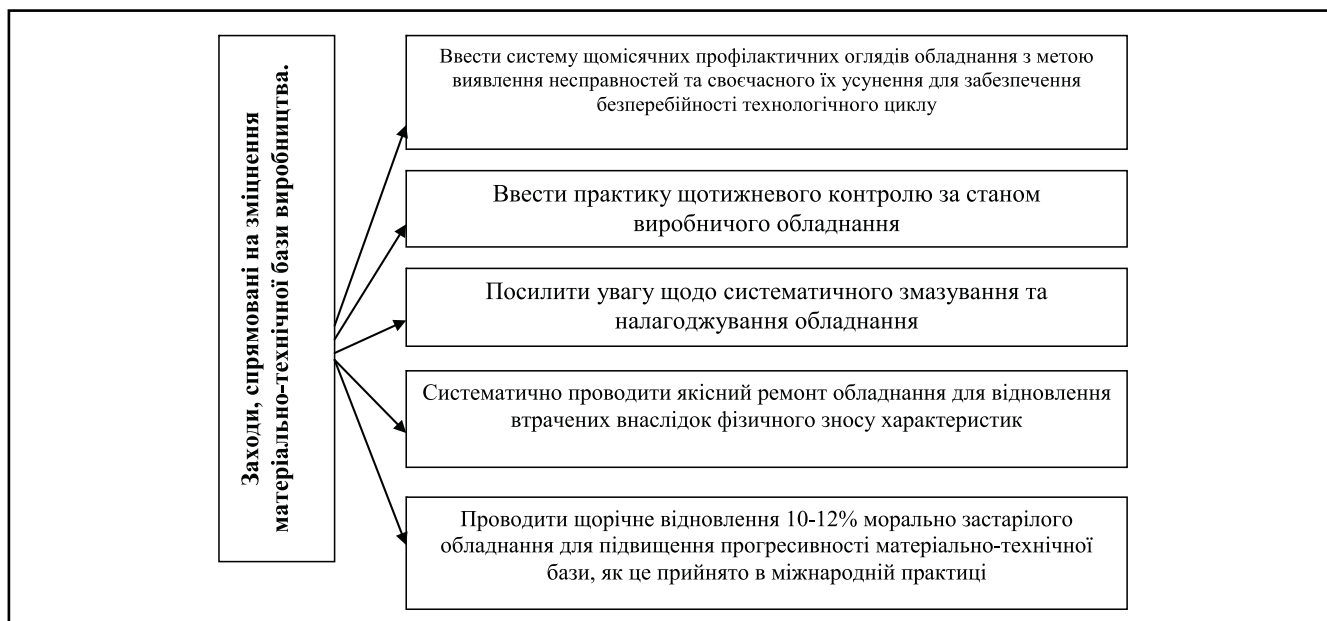 Заходи, спрямовані на зміцнення
матеріально-технічної бази виробництва.
Ввести систему щомісячних профілактичних оглядів обладнання з метою
виявлення несправностей та своєчасного їх усунення для забезпечення
безперебійності технологічного циклу
Ввести практику щотижневого контролю за станом
виробничого обладнання
Посилити увагу щодо систематичного змазування та
налагоджування обладнання
Систематично проводити якісний ремонт обладнання для відновлення
втрачених внаслідок фізичного зносу характеристик
Проводити щорічне відновлення 10-12% морально застарілого
обладнання для підвищення прогресивності матеріально-технічної
бази, як це прийнято в міжнародній практиці